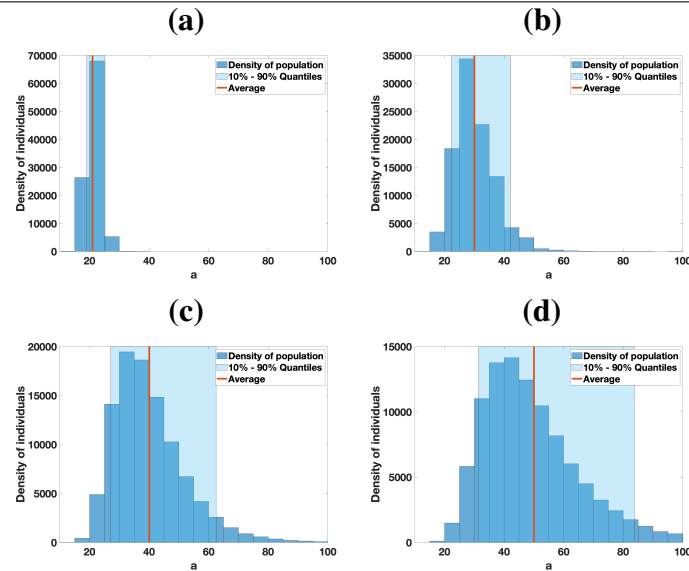 (a)
70000
60000
50000
40000
30000
20000
10000
0
Density of individuals
20 40 60 80 100
a
Density of population
10% - 90% Quantiles
Average
(b)
35000
30000
25000
20000
15000
10000
5000
0
Density of individuals
20 40 60 80 100
a
Density of population
10% - 90% Quantiles
Average
(c)
20000
15000
10000
5000
0
Density of individuals
20 40 60 80 100
a
Density of population
10% - 90% Quantiles
Average
(d)
15000
10000
5000
0
Density of individuals
20 40 60 80 100
a
Density of population
10% - 90% Quantiles
Average